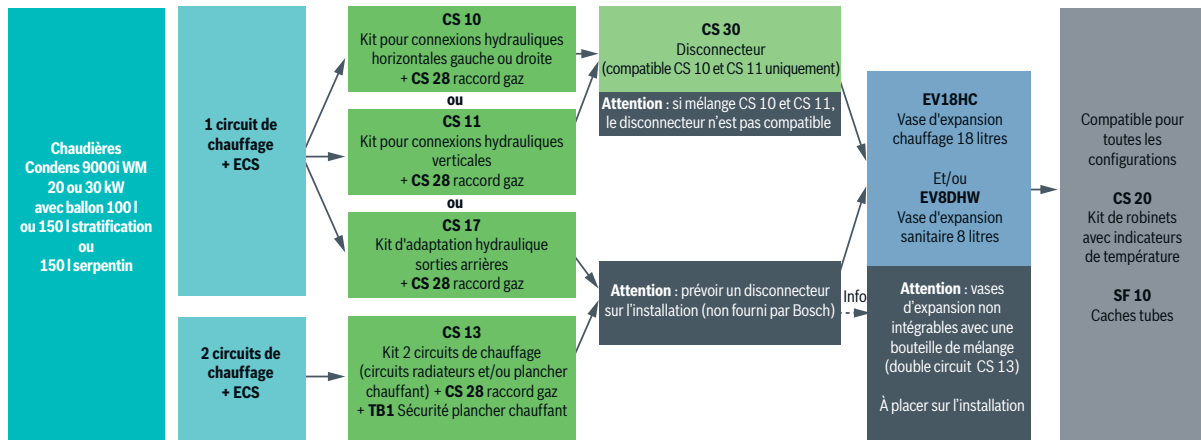 Chaudières
Condens 9000i WM
20 ou 30 kW
avec ballon 100 l
ou 150 l stratification
ou
150 l serpentin
1 circuit de
chauffage
+ ECS
2 circuits de
chauffage
+ ECS
CS 10
Kit pour connexions hydrauliques
horizontales gauche ou droite
+ CS 28 raccord gaz
ou
CS 11
Kit pour connexions hydrauliques
verticales
+ CS 28 raccord gaz
ou
CS 17
Kit d'adaptation hydraulique
sorties arrières
+ CS 28 raccord gaz
CS 13
Kit 2 circuits de chauffage
(circuits radiateurs et/ou plancher
chauffant) + CS 28 raccord gaz
+ TB1 Sécurité plancher chauffant
CS 30
Disconnecteur
(compatible CS 10 et CS 11 uniquement)
Attention : si mélange CS 10 et CS 11,
le disconnecteur n'est pas compatible
Attention : prévoir un disconnecteur
sur l'installation (non fourni par Bosch)
Info
EV18HC
Vase d'expansion
chauffage 18 litres
Et/ou
EV8DHW
Vase d'expansion
sanitaire 8 litres
Attention : vases
d'expansion non
intégrables avec une
bouteille de mélange
(double circuit CS 13)
À placer sur l'installation
Compatible pour
toutes les
configurations
CS 20
Kit de robinets
avec indicateurs
de température
SF 10
Caches tubes